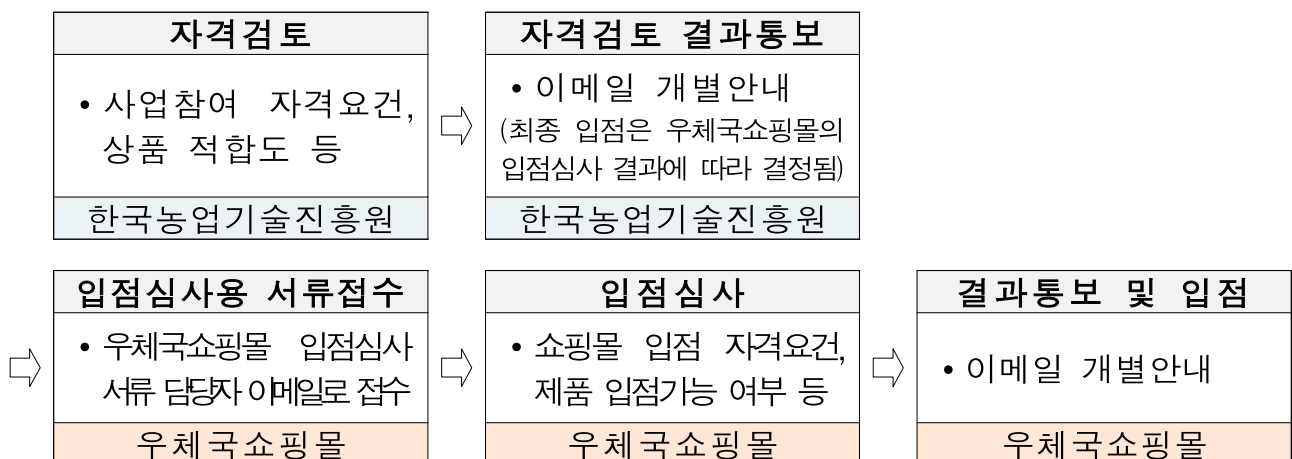 자격검토
• 사업참여 자격요건,
상품 적합도 등
한국농업기술진흥원
자격검토 결과통보
• 이메일 개별안내
(최종 입점은 우체국쇼핑몰의
입점심사 결과에 따라 결정됨)
한국농업기술진흥원
입점심사용 서류접수
• 우체국쇼핑몰 입점심사
서류 담당자 이메일로 접수
우체국쇼핑몰
입점심사
• 쇼핑몰 입점 자격요건,
제품 입점가능 여부 등
우체국쇼핑몰
결과통보 및 입점
• 이메일 개별안내
우체국쇼핑몰